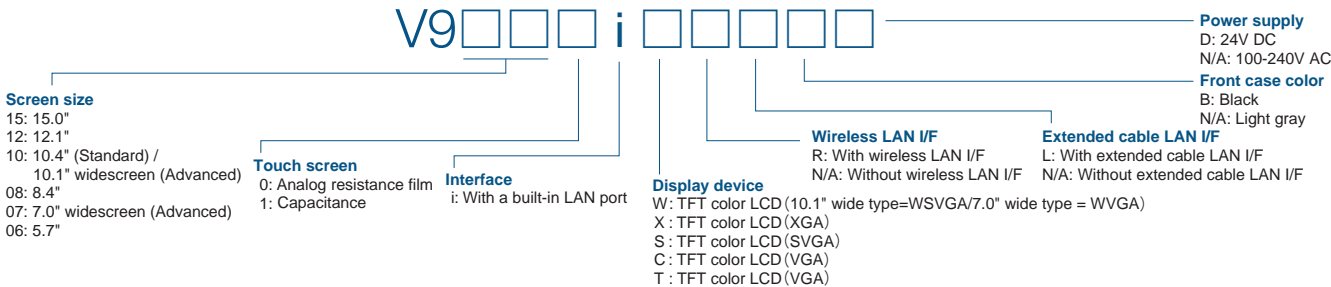 V9□□□ i □□□□□
Power supply
D: 24V DC
N/A: 100-240V AC
Front case color
B: Black
N/A: Light gray
Screen size
15: 15.0"
12: 12.1"
10: 10.4" (Standard) /
10.1" widescreen (Advanced)
08: 8.4"
07: 7.0" widescreen (Advanced)
06: 5.7"
Touch screen
0: Analog resistance film
1: Capacitance
Interface
i: With a built-in LAN port
Wireless LAN I/F
R: With wireless LAN I/F
N/A: Without wireless LAN I/F
Extended cable LAN I/F
L: With extended cable LAN I/F
N/A: Without extended cable LAN I/F
Display device
W: TFT color LCD(10.1" wide type=WSVGA/7.0" wide type = WVGA)
X : TFT color LCD(XGA)
S : TFT color LCD(SVGA)
C : TFT color LCD(VGA)
T : TFT color LCD(VGA)